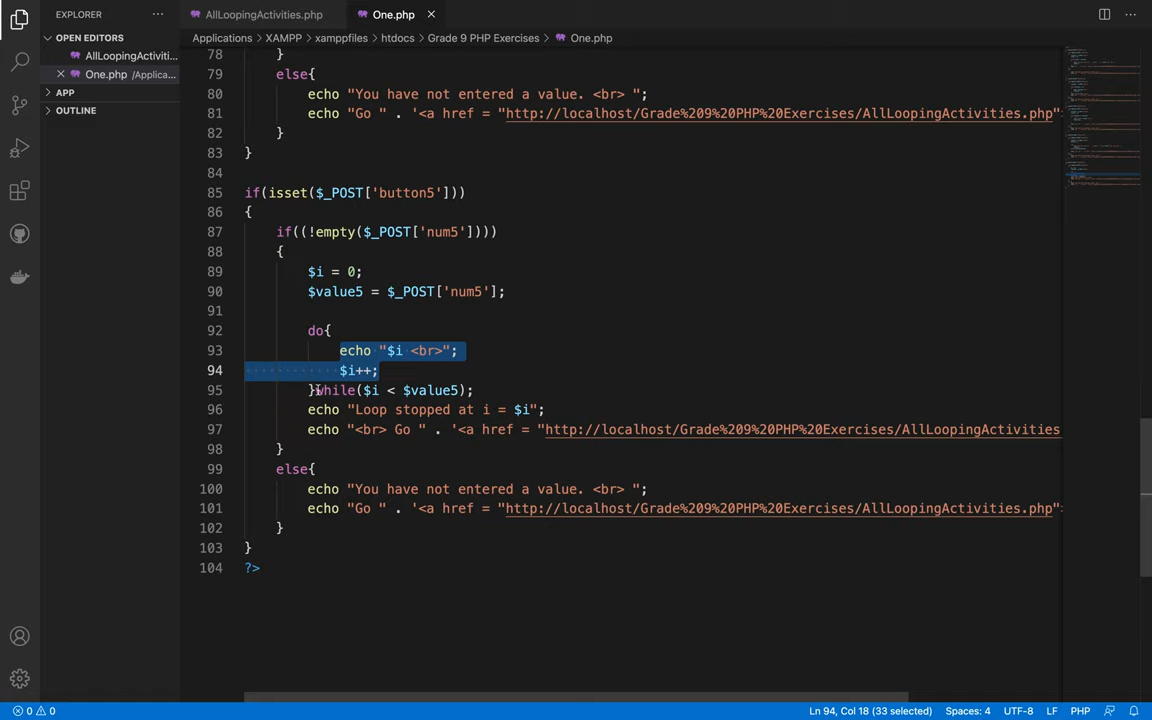 EXPLORER
···
AllLoopingActivities.php
One.php
OPEN EDITORS
AllLoopingActiviti...
One.php /Applica...
APP
OUTLINE
Applications > XAMPP > xamppfiles > htdocs > Grade 9 PHP Exercises > One.php
78 }
79 else{
80 echo "You have not entered a value. <br> ";
81 echo "Go " . '<a href = "http://localhost/Grade%209%20PHP%20Exercises/AllLoopingActivities.php"
82 }
83 }
84
85 if(isset($_POST['button5']))
86 {
87 if((!empty($_POST['num5'])))
88 {
89 $i = 0;
90 $value5 = $_POST['num5'];
91
92 do{
93 echo "$i <br>";
94 $i++;
95 }while($i < $value5);
96 echo "Loop stopped at i = $i";
97 echo "<br> Go " . '<a href = "http://localhost/Grade%209%20PHP%20Exercises/AllLoopingActivities
98 }
99 else{
100 echo "You have not entered a value. <br> ";
101 echo "Go " . '<a href = "http://localhost/Grade%209%20PHP%20Exercises/AllLoopingActivities.php"
102 }
103 }
104 ?>
0 0 Ln 94, Col 18 (33 selected) Spaces: 4 UTF-8 LF PHP